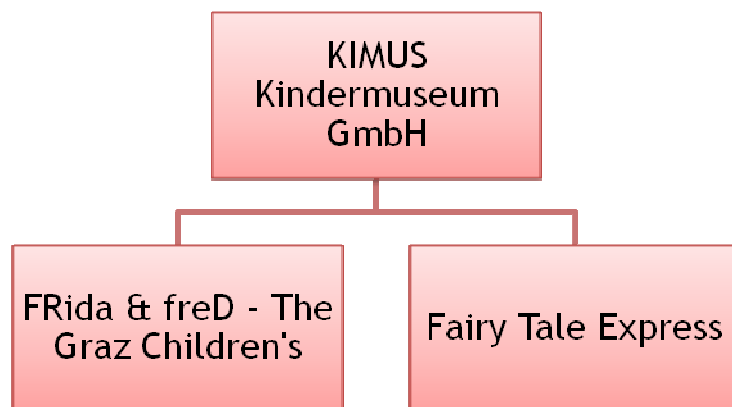 KIMUS
Kindermuseum
GmbH
FRida & freD - The
Graz Children's
Fairy Tale Express